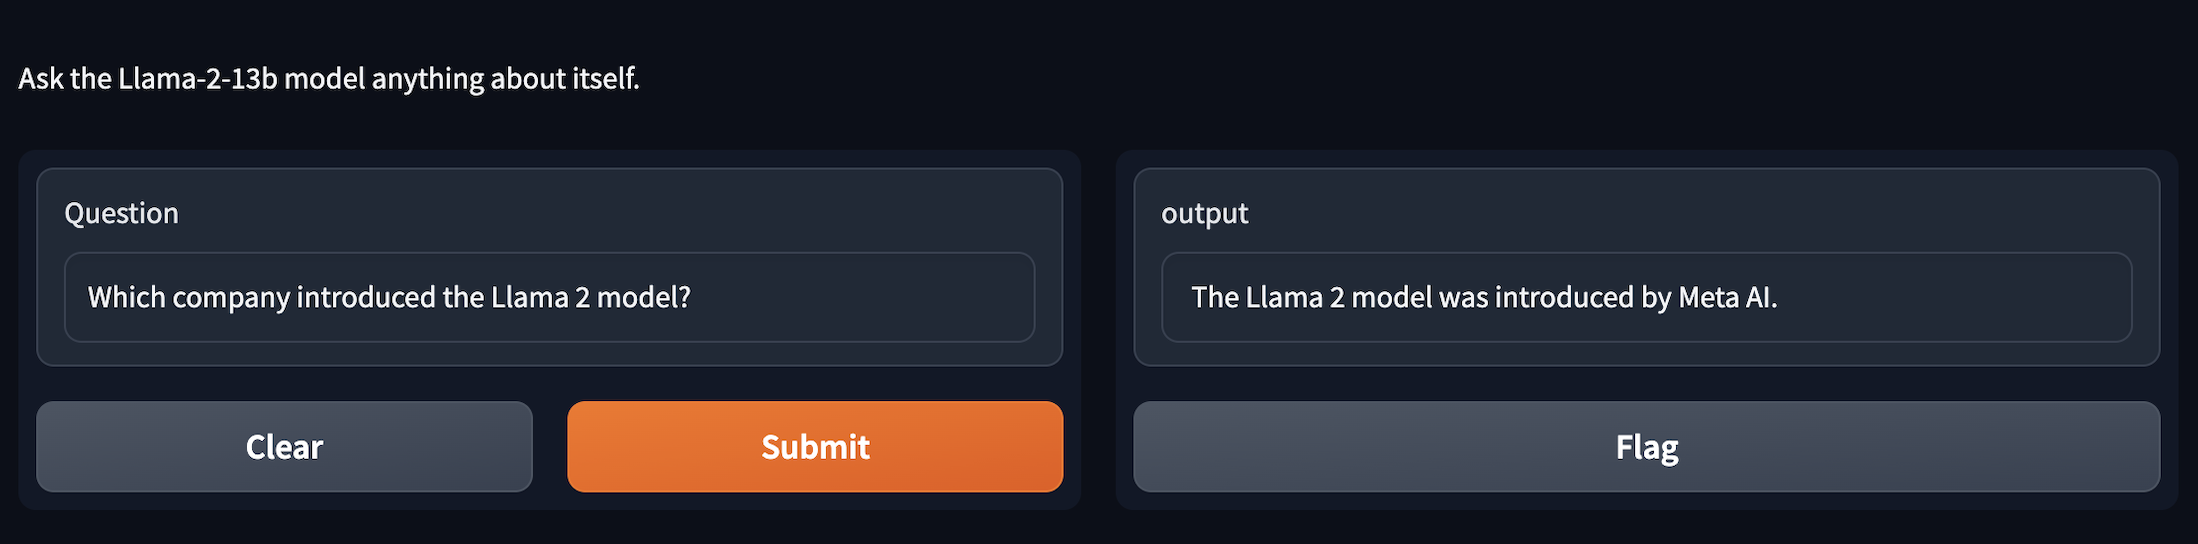 Ask the Llama-2-13b model anything about itself.
Question
Which company introduced the Llama 2 model?
Clear
Submit
output
The Llama 2 model was introduced by Meta AI.
Flag